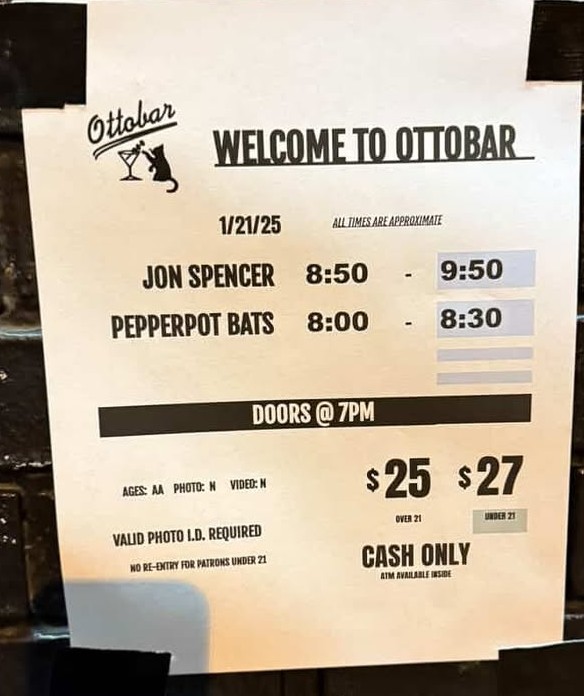 Ottobar
WELCOME TO OTTOBAR
1/21/25 ALL TIMES ARE APPROXIMATE
JON SPENCER 8:50 - 9:50
PEPPERPOT BATS 8:00 - 8:30
DOORS @ 7PM
AGES: AA PHOTO: N VIDEO: N
$25 $27
OVER 21 UNDER 21
VALID PHOTO I.D. REQUIRED
CASH ONLY
NO RE-ENTRY FOR PATRONS UNDER 21
ATM AVAILABLE INSIDE